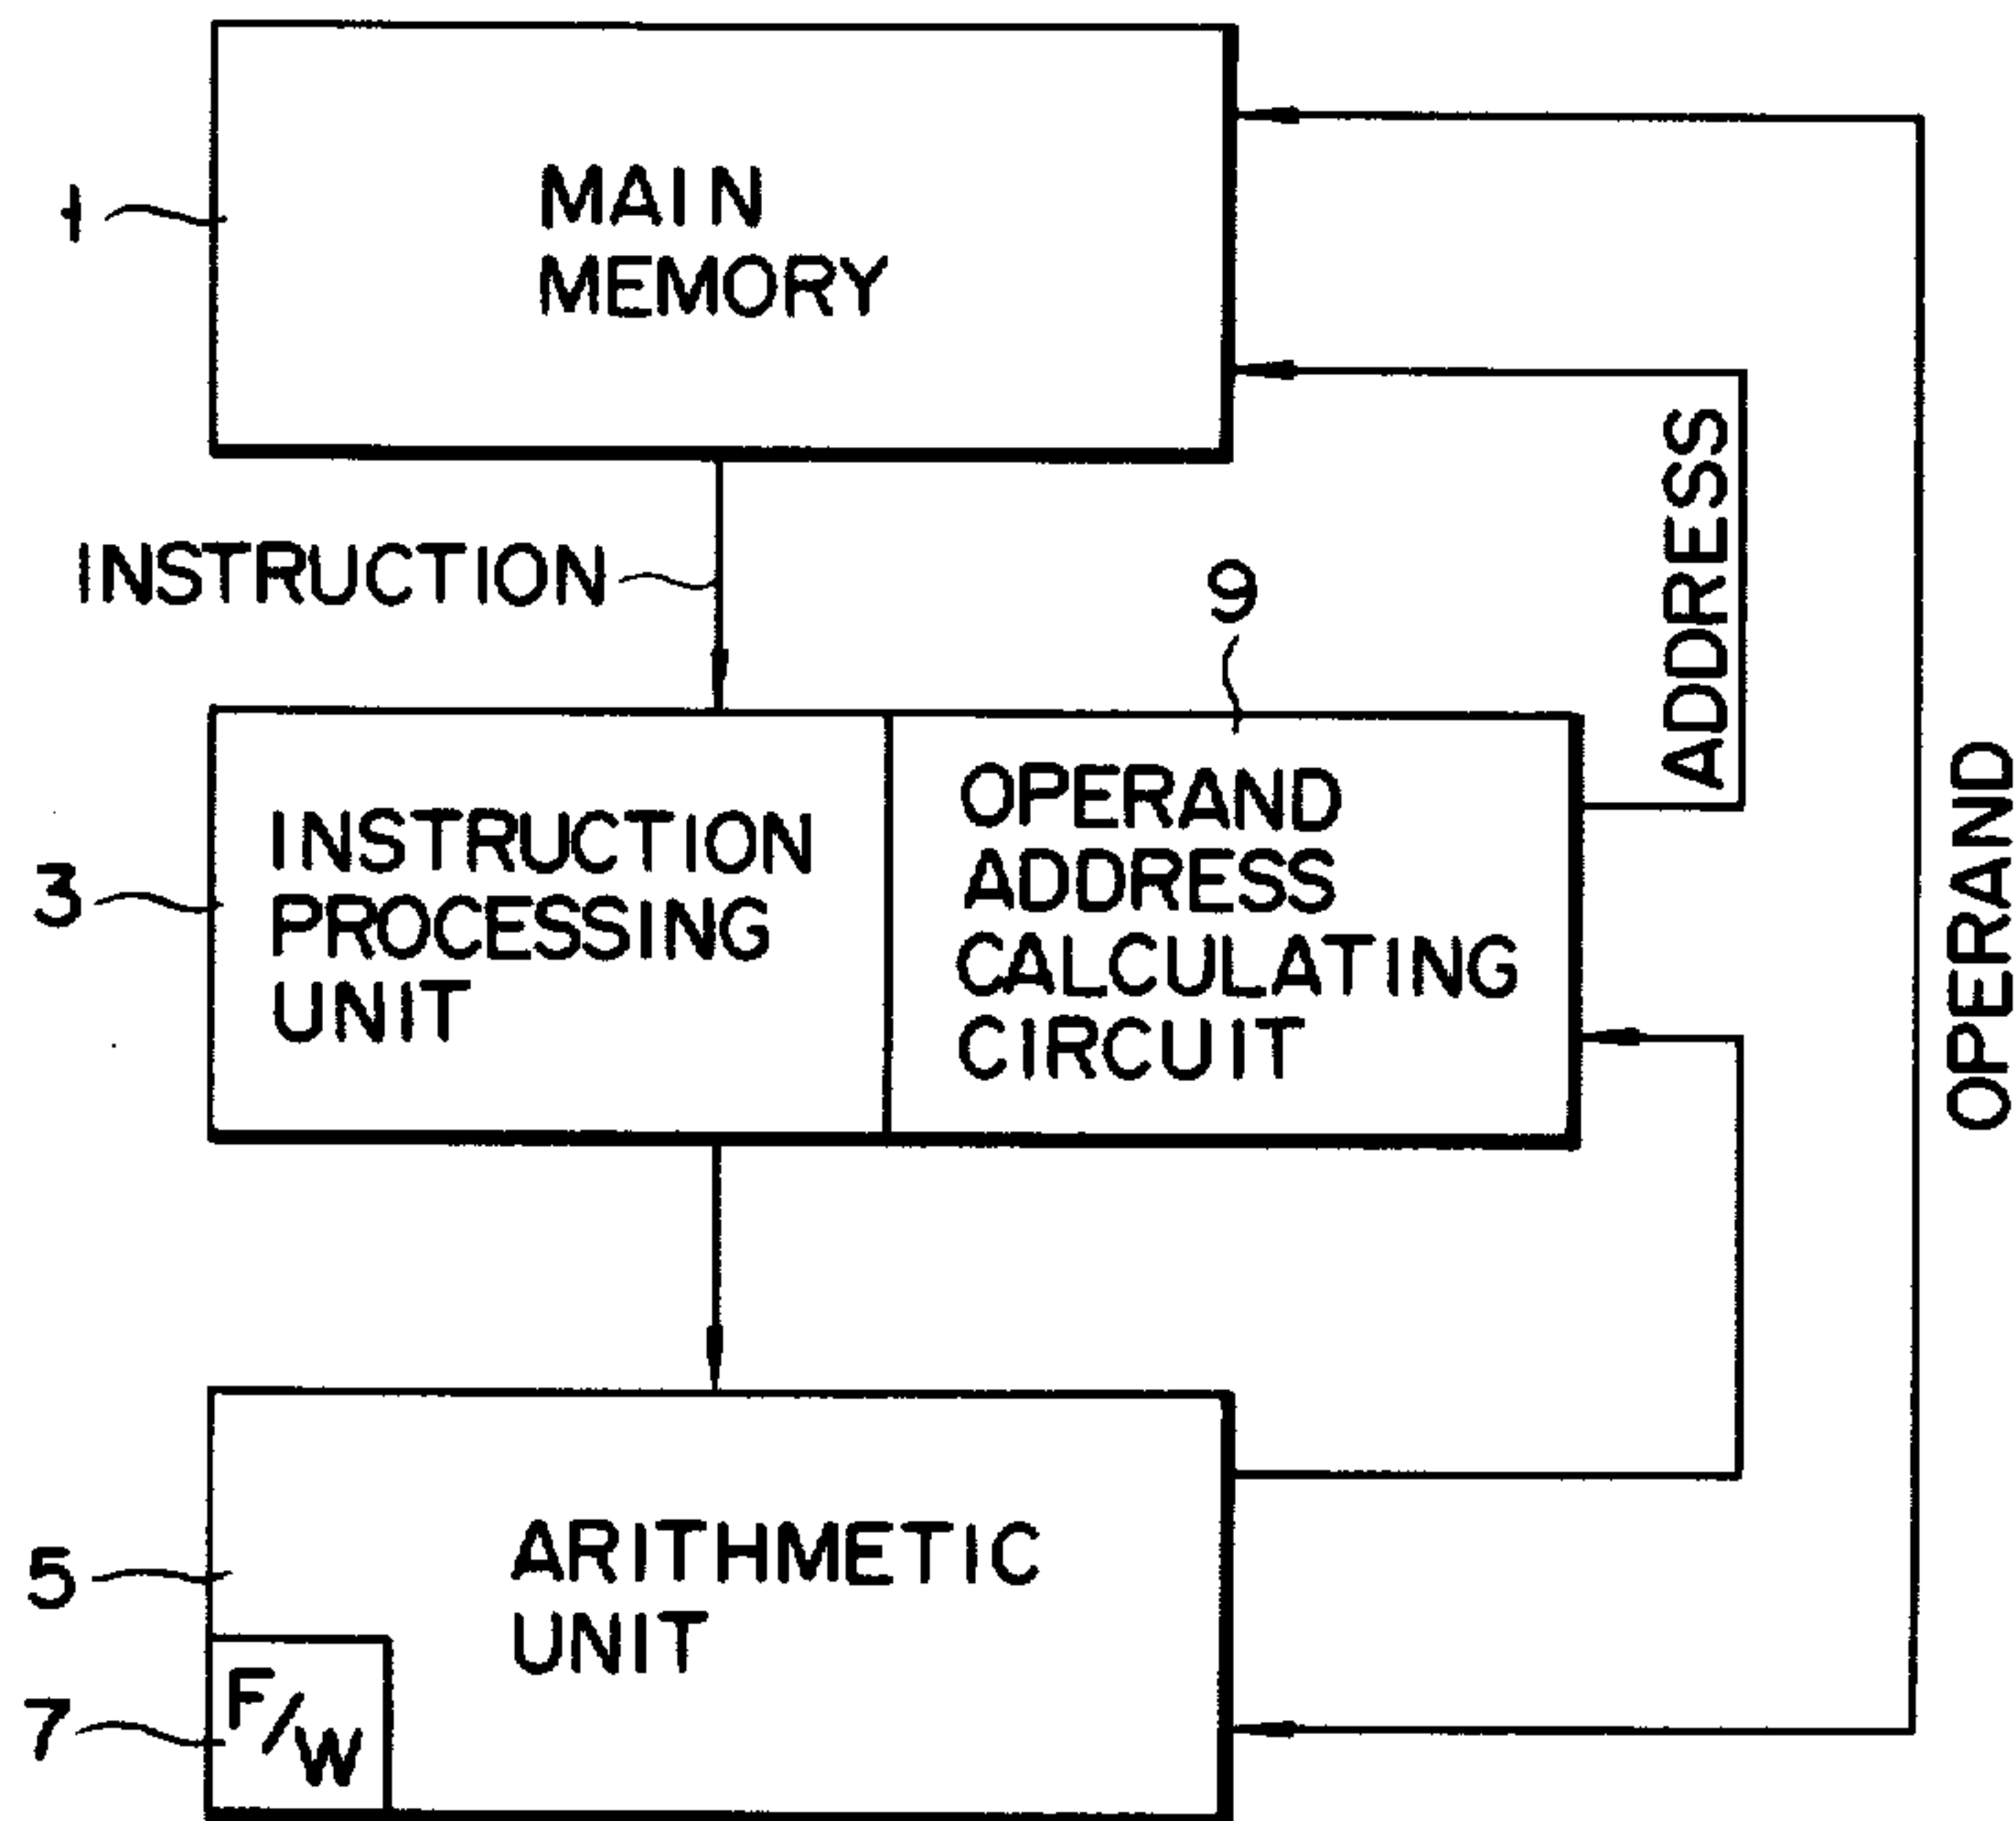 MAIN
MEMORY
1
INSTRUCTION
9
ADDRESS
OPERAND
3
INSTRUCTION
PROCESSING
UNIT
OPERAND
ADDRESS
CALCULATING
CIRCUIT
5
ARITHMETIC
UNIT
7
F/W